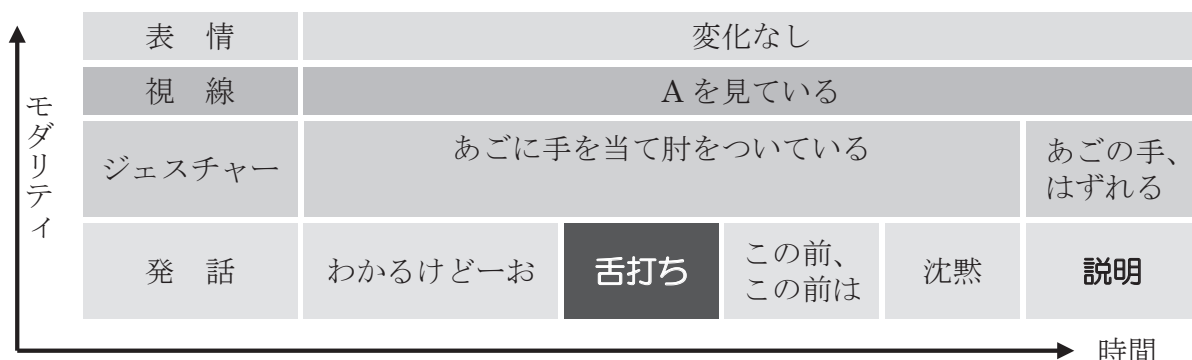 モダリティ
表 情
変化なし
視 線
Aを見ている
ジェスチャー
あごに手を当て肘をついている
あごの手、
はずれる
発 話
わかるけどーお
舌打ち
この前、
この前は
沈黙
説明
時間